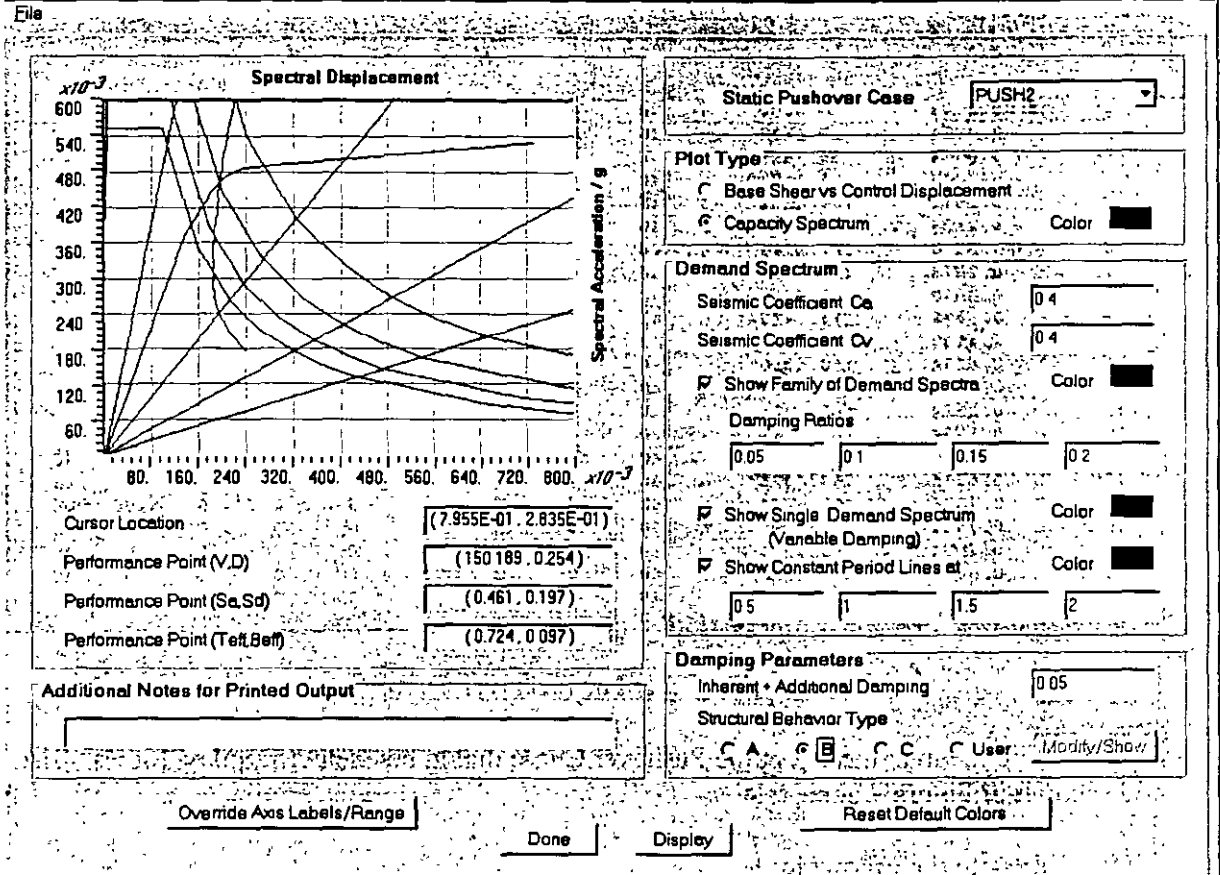 File
Spectral Displacement
x10-3
600
540.
480.
420
360.
300.
240
180.
120.
60.
80. 160. 240 320. 400. 480. 560. 640. 720. 800. x10-3
Spectral Acceleration / g
Cursor Location (7.955E-01 , 2.835E-01)
Performance Point (V,D) (150 189 , 0.254)
Performance Point (Sa,Sd) (0.461 , 0.197)
Performance Point (Teff,Beff) (0.724 , 0 097)
Additional Notes for Printed Output
Override Axis Labels/Range
Static Pushover Case PUSH2
Plot Type
Base Shear vs Control Displacement
Capacity Spectrum Color
Demand Spectrum
Seismic Coefficient Ca 0 4
Seismic Coefficient Cv 0 4
Show Family of Demand Spectra Color
Damping Ratios
0.05 0 1 0.15 0 2
Show Single Demand Spectrum Color
(Variable Damping)
Show Constant Period Lines at Color
0 5 1 1.5 2
Damping Parameters
Inherent + Additional Damping 0 05
Structural Behavior Type
A B C User Modify/Show
Reset Default Colors
Done Display